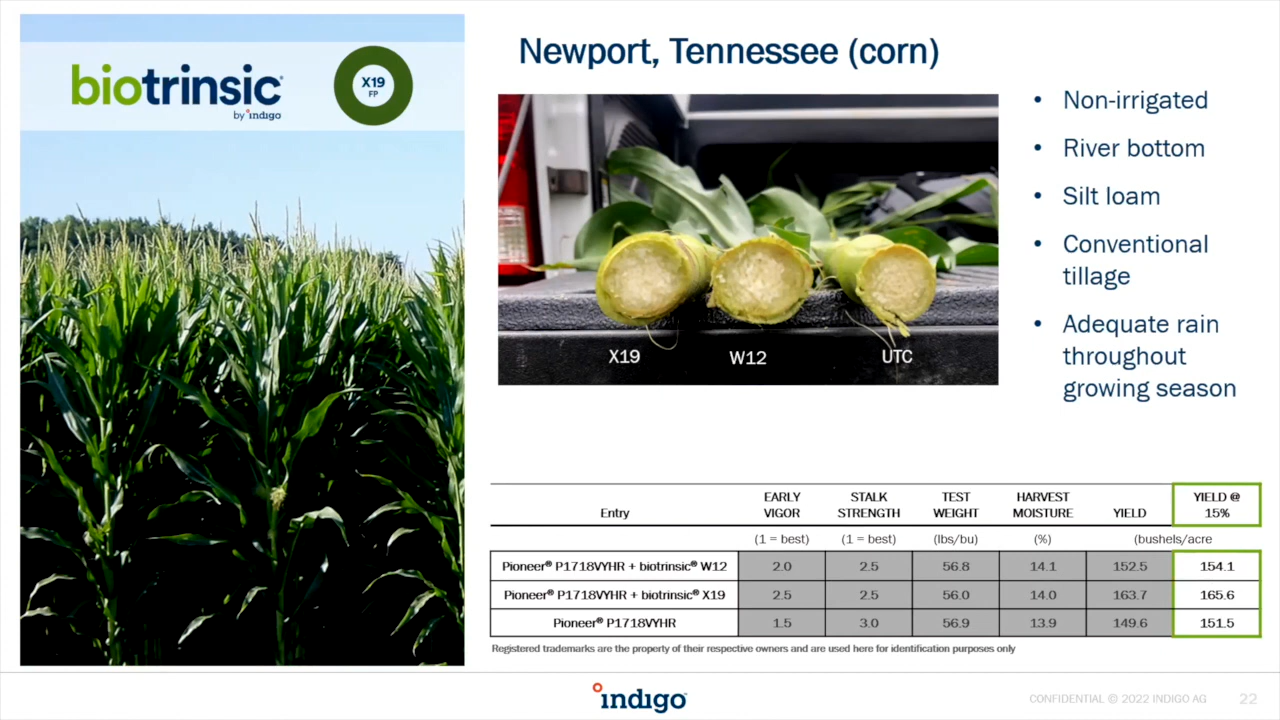 biotrinsic®
by indigo
X19
FP
Newport, Tennessee (corn)
X19
W12
UTC
• Non-irrigated
• River bottom
• Silt loam
• Conventional
tillage
• Adequate rain
throughout
growing season
Entry EARLY VIGOR STALK STRENGTH TEST WEIGHT HARVEST MOISTURE YIELD YIELD @ 15%
(1 = best) (1 = best) (lbs/bu) (%) (bushels/acre
Pioneer® P1718VYHR + biotrinsic® W12 2.0 2.5 56.8 14.1 152.5 154.1
Pioneer® P1718VYHR + biotrinsic® X19 2.5 2.5 56.0 14.0 163.7 165.6
Pioneer® P1718VYHR 1.5 3.0 56.9 13.9 149.6 151.5
Registered trademarks are the property of their respective owners and are used here for identification purposes only
indigo
CONFIDENTIAL © 2022 INDIGO AG 22